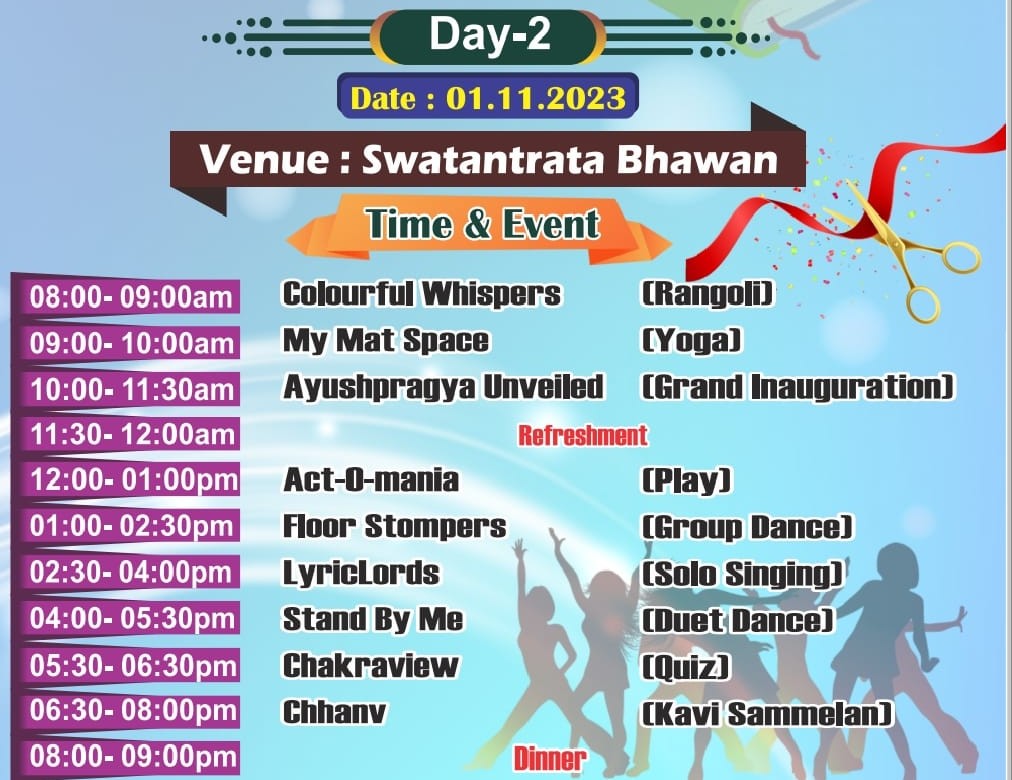 Day-2
Date : 01.11.2023
Venue : Swatantrata Bhawan
Time & Event
08:00- 09:00am Colourful Whispers (Rangoli)
09:00- 10:00am My Mat Space (Yoga)
10:00- 11:30am Ayushpragya Unveiled (Grand Inauguration)
11:30- 12:00am Refreshment
12:00- 01:00pm Act-O-mania (Play)
01:00- 02:30pm Floor Stompers (Group Dance)
02:30- 04:00pm LyricLords (Solo Singing)
04:00- 05:30pm Stand By Me (Duet Dance)
05:30- 06:30pm Chakraview (Quiz)
06:30- 08:00pm Chhanv (Kavi Sammelan)
08:00- 09:00pm Dinner